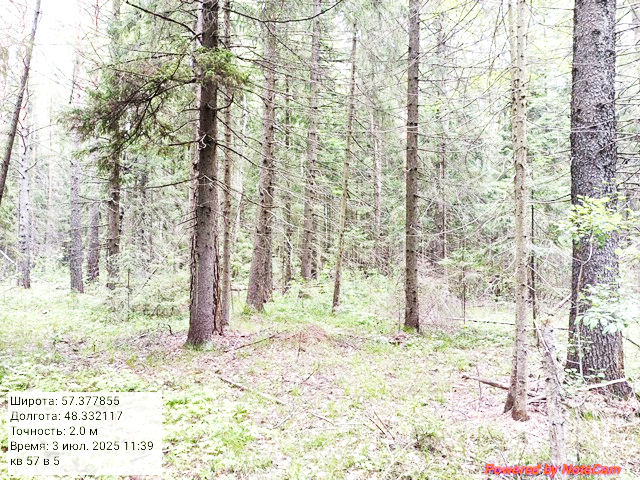 Широта: 57.377855
Долгота: 48.332117
Точность: 2.0 м
Время: 3 июл. 2025 11:39
кв 57 в 5
Powered by NoteCam